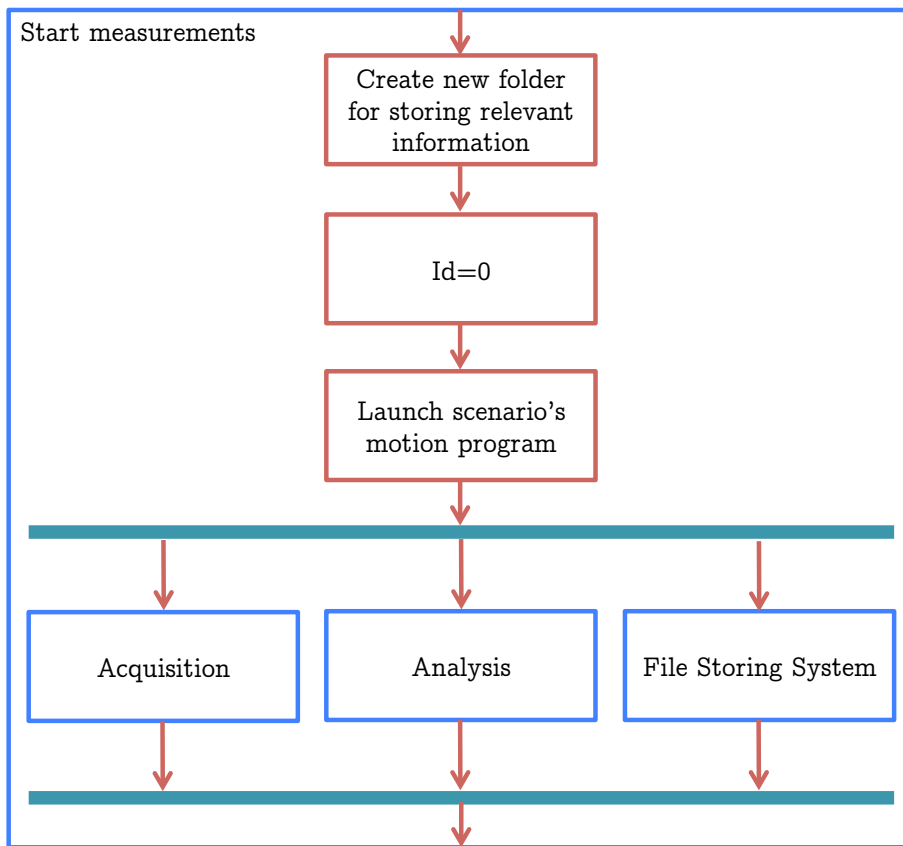 Start measurements
Create new folder
for storing relevant
information
Id=0
Launch scenario's
motion program
Acquisition
Analysis
File Storing System